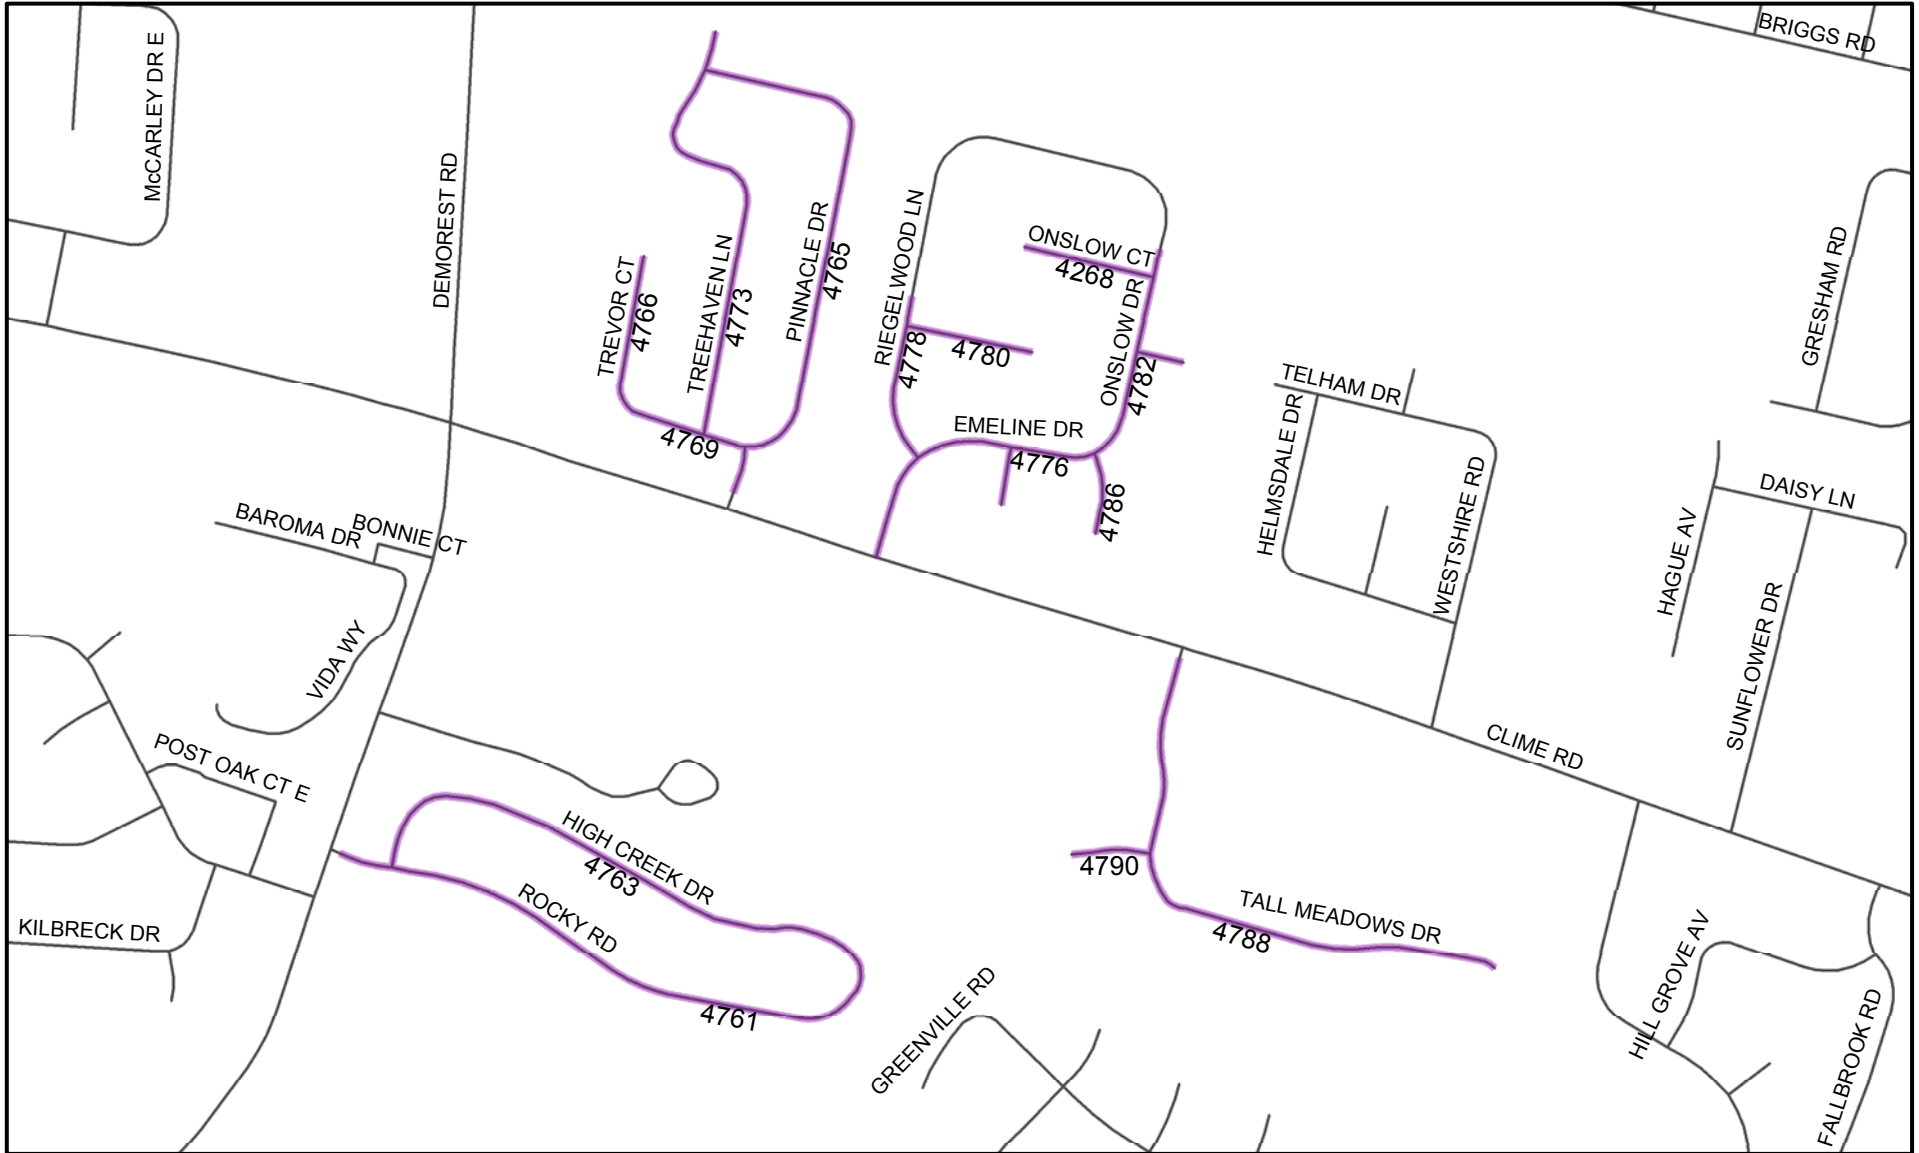 BRIGGS RD
McCARLEY DR E
DEMOREST RD
PINNACLE DR
4765
TREEHAVEN LN
4773
TREVOR CT
4766
4769
RIEGELWOOD LN
4778
4780
ONSLOW CT
4268
ONSLOW DR
4782
EMELINE DR
4776
4786
GRESHAM RD
TELHAM DR
HELMSDALE DR
WESTSHIRE RD
DAISY LN
HAGUE AV
SUNFLOWER DR
BAROMA DR
BONNIE CT
VIDA WY
POST OAK CT E
KILBRECK DR
CLIME RD
HIGH CREEK DR
4763
ROCKY RD
4761
4790
TALL MEADOWS DR
4788
GREENVILLE RD
HILL GROVE AV
FALLBROOK RD